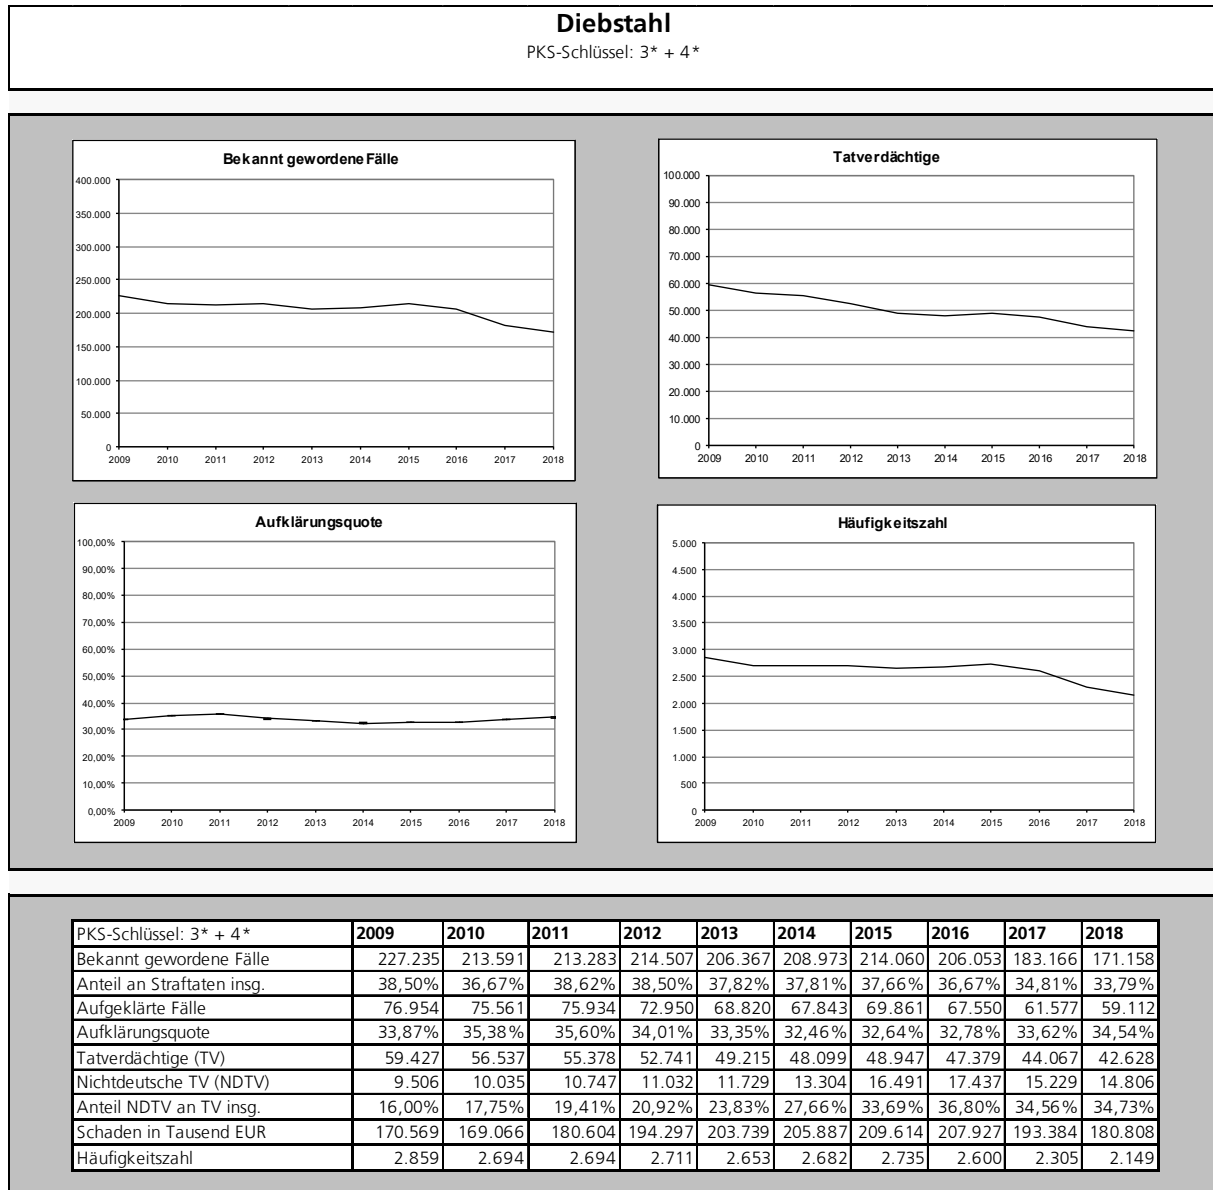 Diebstahl
PKS-Schlüssel: 3* + 4*
Bekannt gewordene Fälle
400.000
350.000
300.000
250.000
200.000
150.000
100.000
50.000
0
2009 2010 2011 2012 2013 2014 2015 2016 2017 2018
Tatverdächtige
100.000
90.000
80.000
70.000
60.000
50.000
40.000
30.000
20.000
10.000
0
2009 2010 2011 2012 2013 2014 2015 2016 2017 2018
Aufklärungsquote
100,00%
90,00%
80,00%
70,00%
60,00%
50,00%
40,00%
30,00%
20,00%
10,00%
0,00%
2009 2010 2011 2012 2013 2014 2015 2016 2017 2018
Häufigkeitszahl
5.000
4.500
4.000
3.500
3.000
2.500
2.000
1.500
1.000
500
0
2009 2010 2011 2012 2013 2014 2015 2016 2017 2018
PKS-Schlüssel: 3* + 4* 2009 2010 2011 2012 2013 2014 2015 2016 2017 2018
Bekannt gewordene Fälle 227.235 213.591 213.283 214.507 206.367 208.973 214.060 206.053 183.166 171.158
Anteil an Straftaten insg. 38,50% 36,67% 38,62% 38,50% 37,82% 37,81% 37,66% 36,67% 34,81% 33,79%
Aufgeklärte Fälle 76.954 75.561 75.934 72.950 68.820 67.843 69.861 67.550 61.577 59.112
Aufklärungsquote 33,87% 35,38% 35,60% 34,01% 33,35% 32,46% 32,64% 32,78% 33,62% 34,54%
Tatverdächtige (TV) 59.427 56.537 55.378 52.741 49.215 48.099 48.947 47.379 44.067 42.628
Nichtdeutsche TV (NDTV) 9.506 10.035 10.747 11.032 11.729 13.304 16.491 17.437 15.229 14.806
Anteil NDTV an TV insg. 16,00% 17,75% 19,41% 20,92% 23,83% 27,66% 33,69% 36,80% 34,56% 34,73%
Schaden in Tausend EUR 170.569 169.066 180.604 194.297 203.739 205.887 209.614 207.927 193.384 180.808
Häufigkeitszahl 2.859 2.694 2.694 2.711 2.653 2.682 2.735 2.600 2.305 2.149